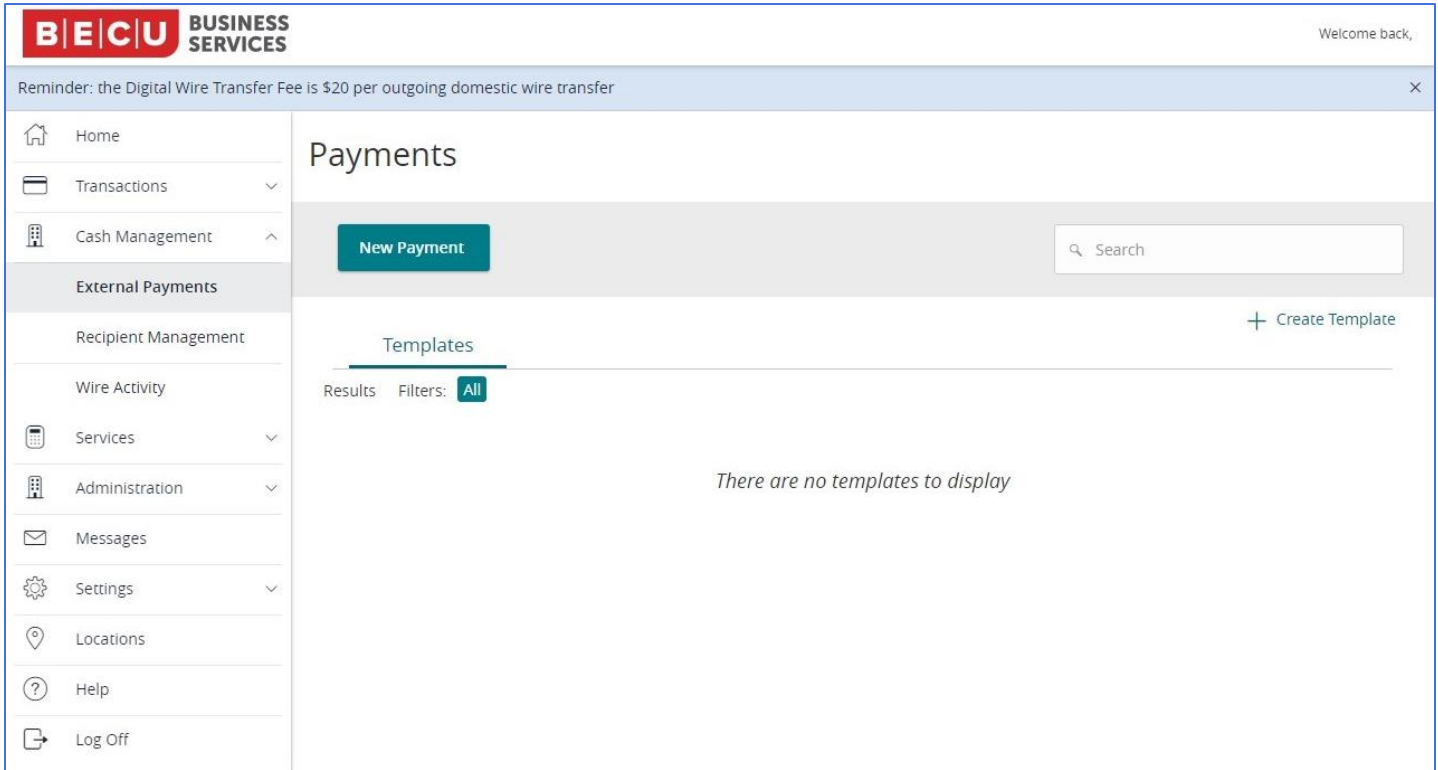 B|E|C|U BUSINESS
SERVICES
Welcome back,
Reminder: the Digital Wire Transfer Fee is $20 per outgoing domestic wire transfer
Home
Transactions
Cash Management
External Payments
Recipient Management
Wire Activity
Services
Administration
Messages
Settings
Locations
Help
Log Off
Payments
New Payment
Search
Create Template
Templates
Results Filters: All
There are no templates to display